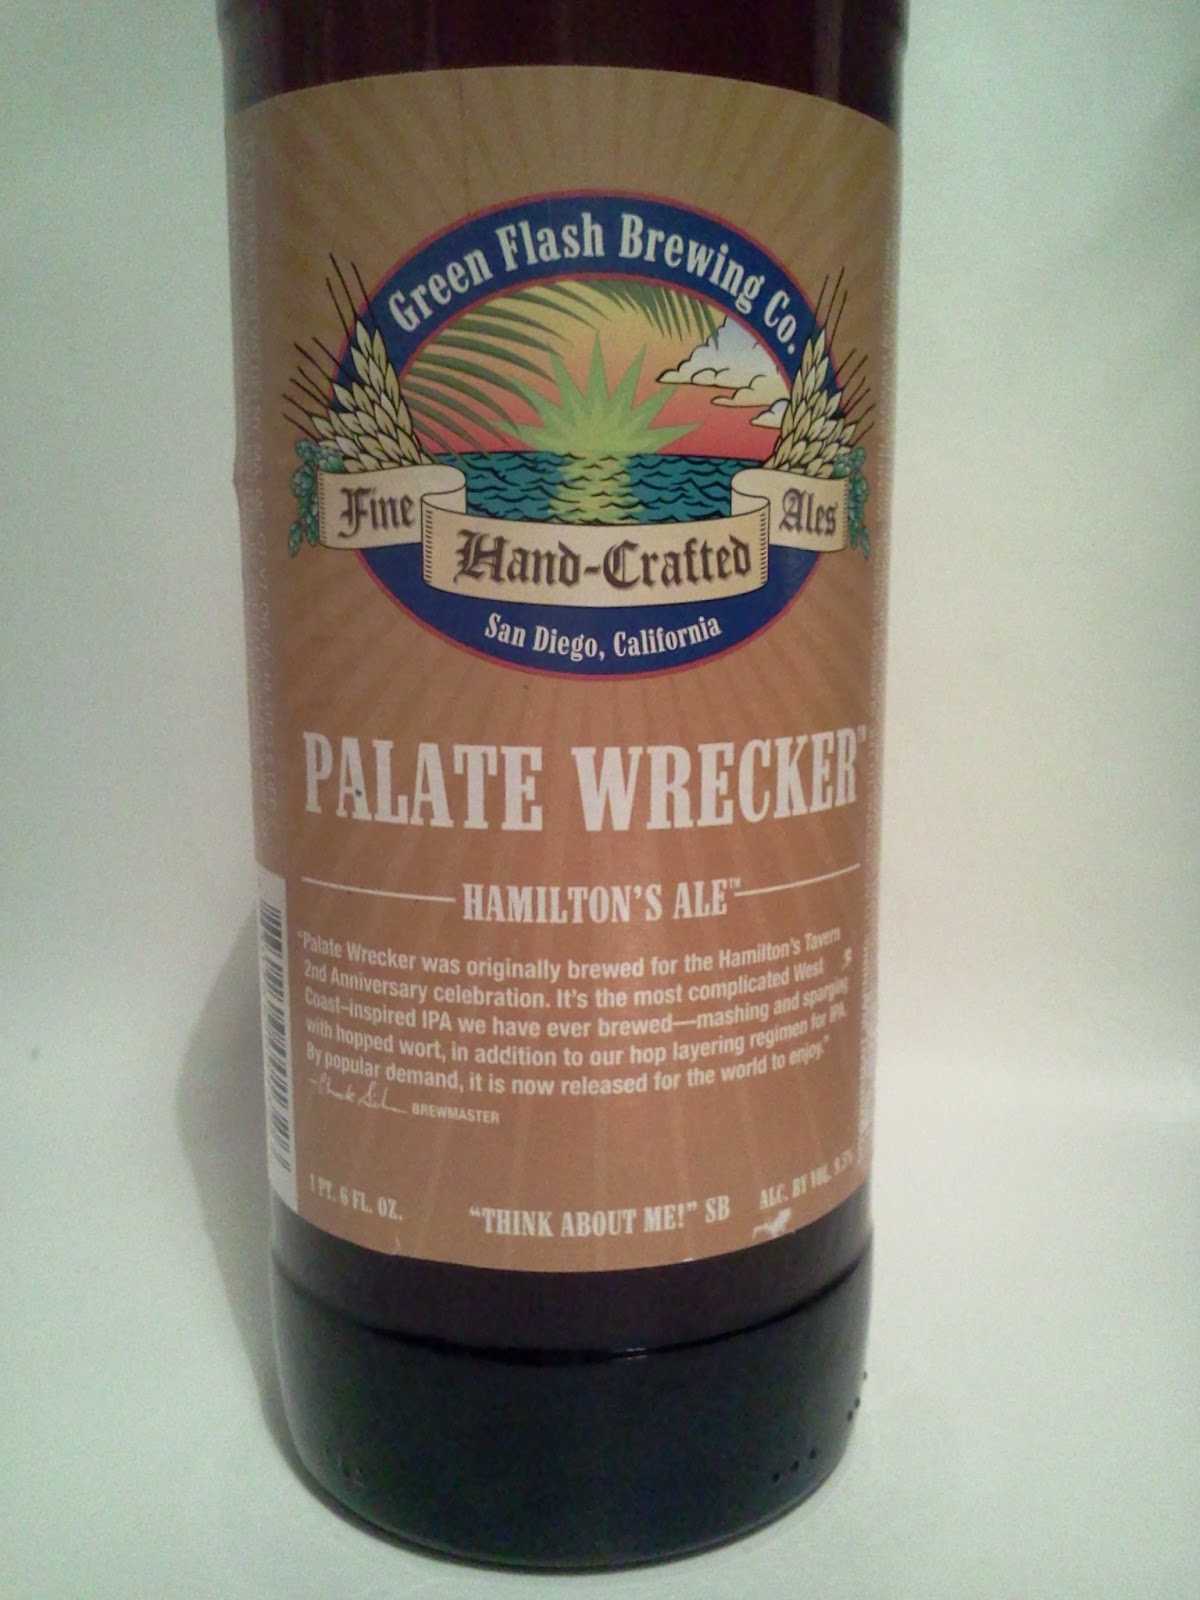 Green Flash Brewing Co.
Fine
Hand-Crafted
Ales
San Diego, California
PALATE WRECKER™
HAMILTON'S ALE™
"Palate Wrecker was originally brewed for the Hamilton's Tavern
2nd Anniversary celebration. It's the most complicated West
Coast–inspired IPA we have ever brewed—mashing and sparging
with hopped wort, in addition to our hop layering regimen for IPA.
By popular demand, it is now released for the world to enjoy."
BREWMASTER
1 PT. 6 FL. OZ.
"THINK ABOUT ME!" SB
ALC. BY VOL. 9.5%